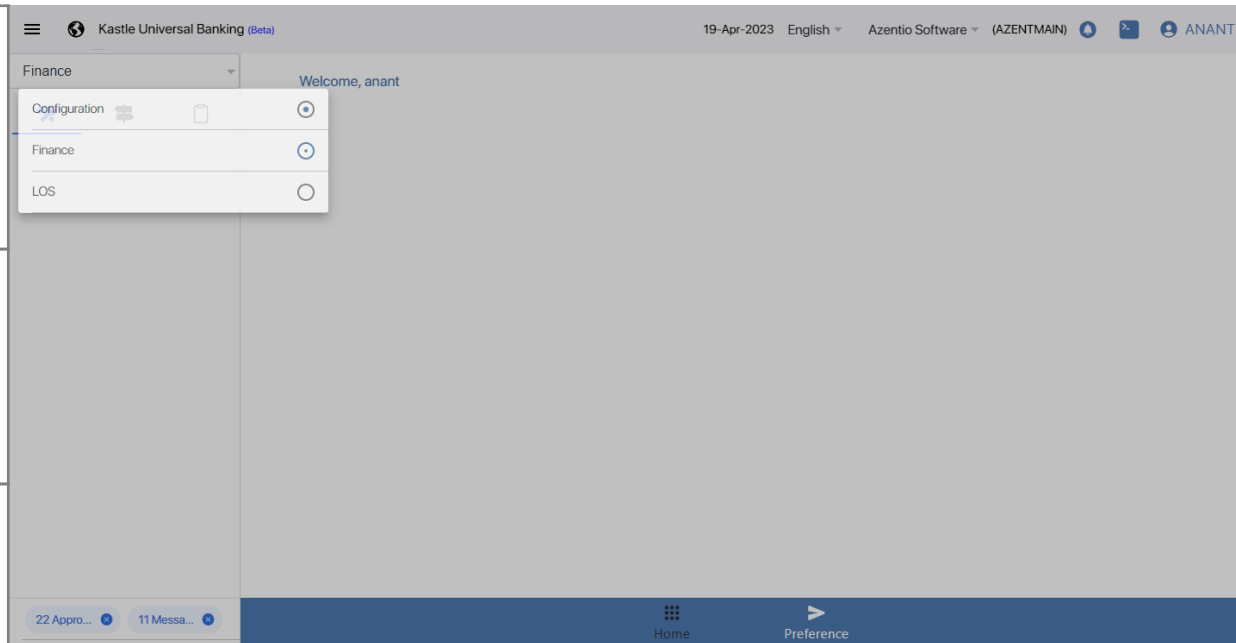 Kastle Universal Banking (Beta) 19-Apr-2023 English Azentio Software (AZENTMAIN) ANANT
Finance
Welcome, anant
Configuration
Finance
LOS
22 Appro... 11 Messa...
Home Preference